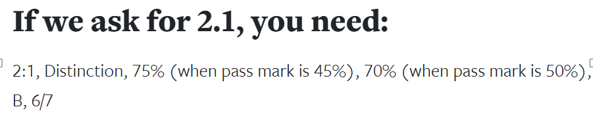 If we ask for 2.1, you need:
2:1, Distinction, 75% (when pass mark is 45%), 70% (when pass mark is 50%),
B, 6/7